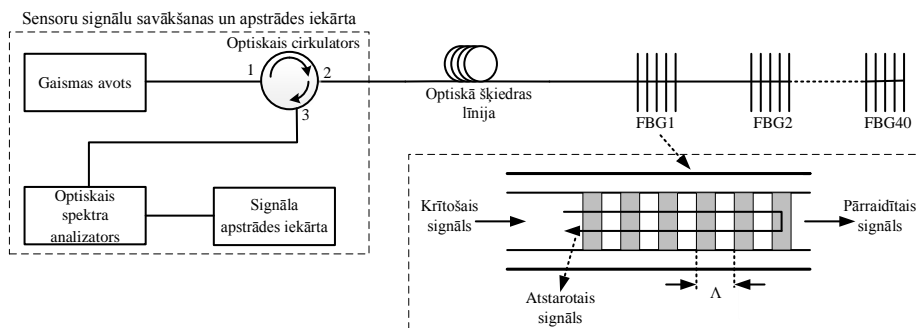 Sensoru signālu savākšanas un apstrādes iekārta
Optiskais cirkulators
Gaismas avots
1
2
3
Optiskā šķiedras
līnija
FBG1
FBG2
FBG40
Optiskais
spektra
analizators
Signāla
apstrādes iekārta
Krītošais
signāls
Pārraidītais
signāls
Atstarotais
signāls
Λ